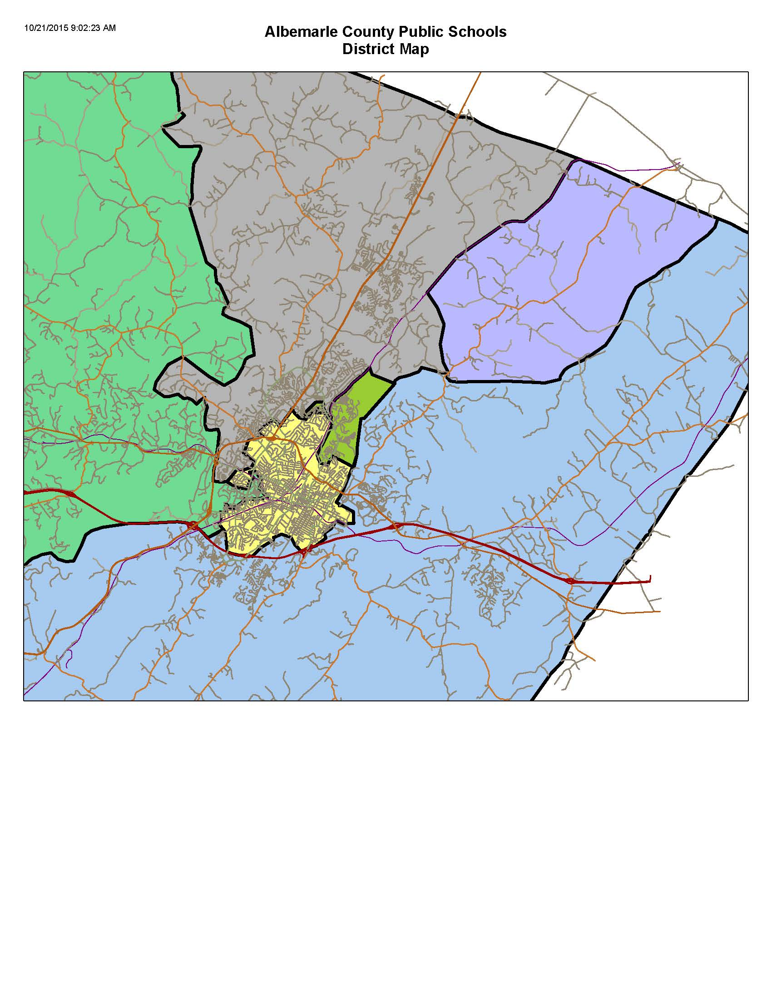 10/21/2015 9:02:23 AM
Albemarle County Public Schools
District Map